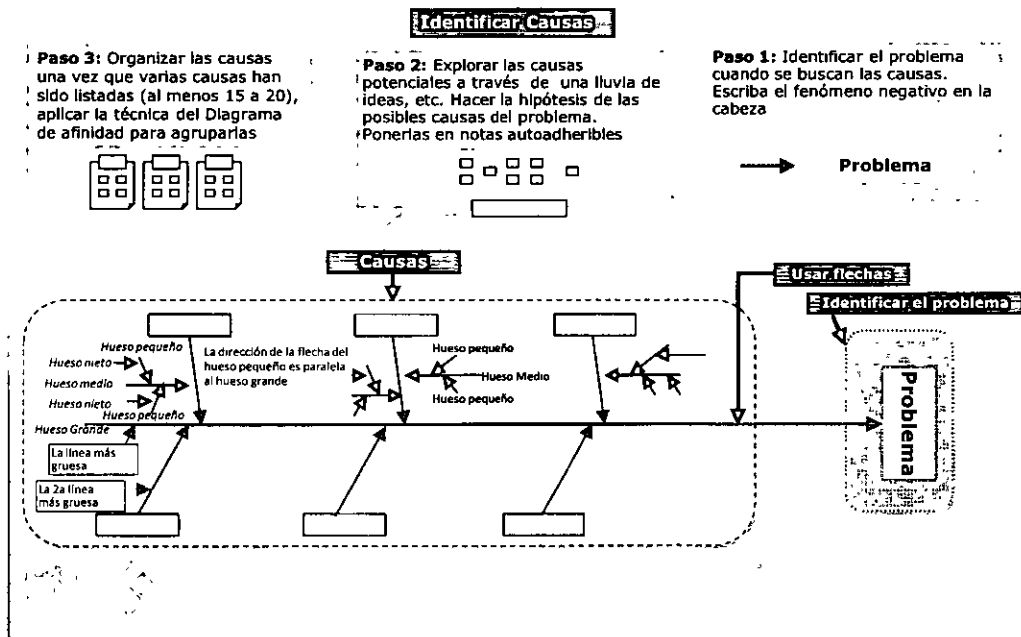 Identificar Causas
Paso 3: Organizar las causas
una vez que varias causas han
sido listadas (al menos 15 a 20),
aplicar la técnica del Diagrama
de afinidad para agruparlas
Paso 2: Explorar las causas
potenciales a través de una lluvia de
ideas, etc. Hacer la hipótesis de las
posibles causas del problema.
Ponerlas en notas autoadheribles
Paso 1: Identificar el problema
cuando se buscan las causas.
Escriba el fenómeno negativo en la
cabeza
Problema
Causas
Usar flechas
Identificar el problema
Hueso pequeño
Hueso nieto
Hueso medio
Hueso nieto
Hueso pequeño
Hueso Grande
La línea más
gruesa
La 2a línea
más gruesa
La dirección de la flecha del
hueso pequeño es paralela
al hueso grande
Hueso pequeño
Hueso Medio
Hueso pequeño
Problema